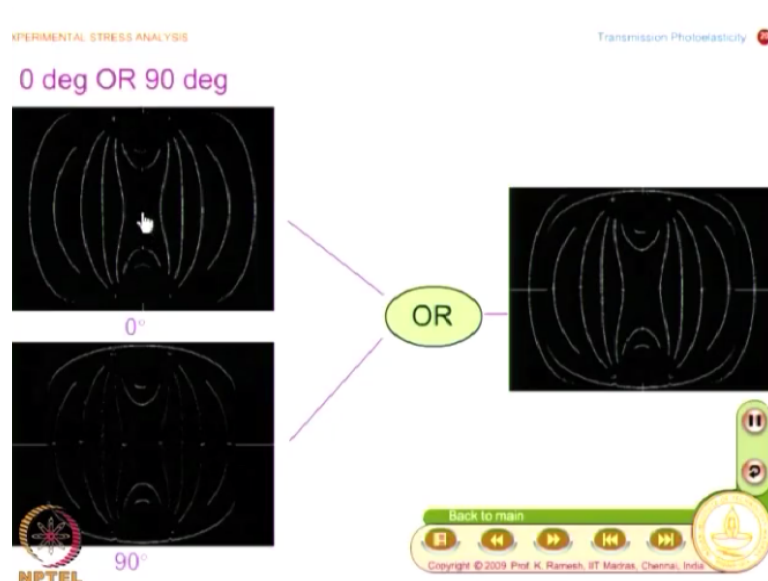 XPERIMENTAL STRESS ANALYSIS
Transmission Photoelasticity
0 deg OR 90 deg
0°
OR
90°
NPTEL
Back to main
Copyright © 2009 Prof. K. Ramesh, IIT Madras, Chennai, India